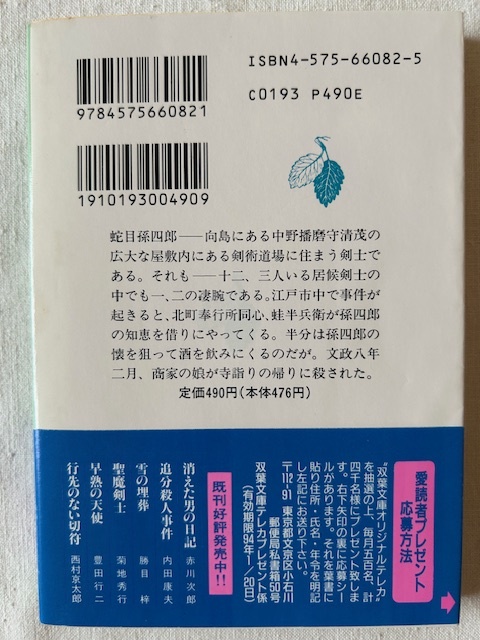 ISBN4-575-66082-5
C0193 P490E
9784575660821
1910193004909
蛇目孫四郎――向島にある中野播磨守清茂の
広大な屋敷内にある剣術道場に住まう剣士で
ある。それも――十二、三人いる居候剣士の
中でも一、二の凄腕である。江戸市中で事件が
起きると、北町奉行所同心、蛙半兵衛が孫四郎
の知恵を借りにやってくる。半分は孫四郎の
懐を狙って酒を飲みにくるのだが。文政八年
二月、商家の娘が寺詣りの帰りに殺された。
定価490円(本体476円)
愛読者プレゼント
応募方法
“双葉文庫オリジナルテレカ”
を抽選の上、毎月五百名、計
四千名様にプレゼント致しま
す。右下矢印の裏に応募シー
ルがあります。それを葉書に
貼り住所・氏名・年令を明記
し左記にお送り下さい。
〒112-91 東京都文京区小石川
郵便局私書箱50号
双葉文庫テレカプレゼント係
(有効期限94年1/20日)
既刊好評発売中!!
消えた男の日記 赤川次郎
追分殺人事件 内田康夫
雪の埋葬 勝目梓
聖魔剣士 菊地秀行
早熟の天使 豊田行二
行先のない切符 西村京太郎